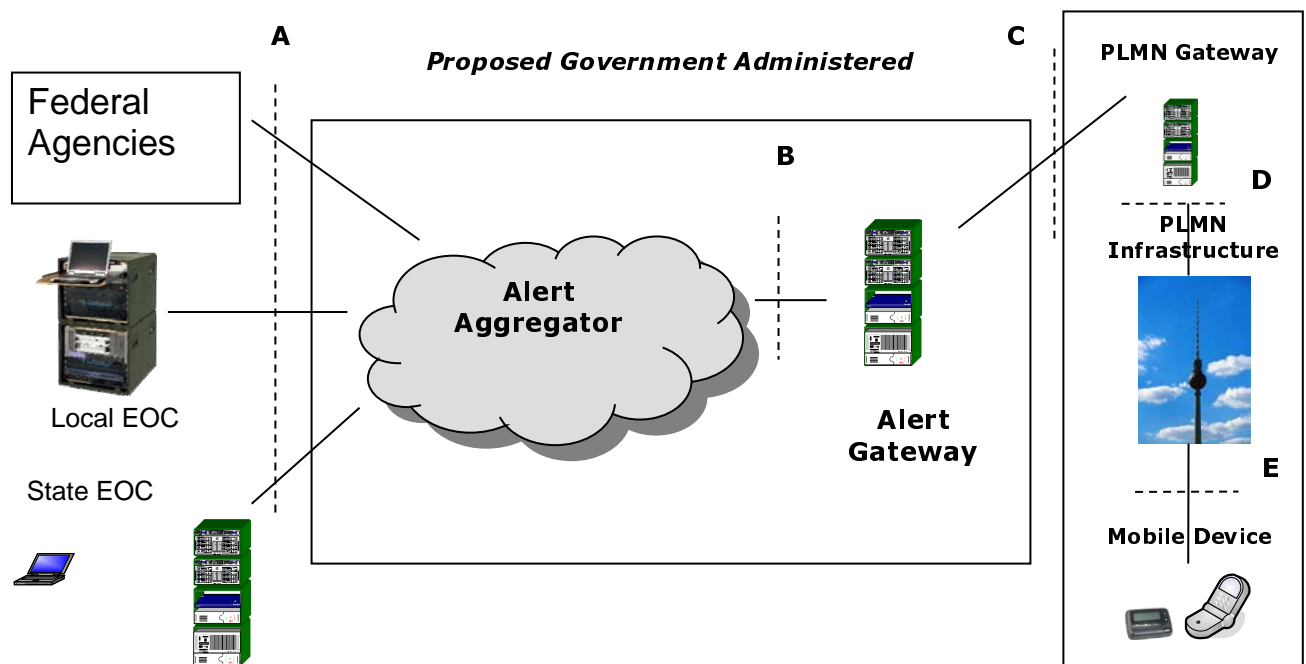 A
C
Proposed Government Administered
PLMN Gateway
Federal
Agencies
B
D
PLMN
Infrastructure
Alert
Aggregator
Local EOC
Alert
Gateway
E
State EOC
Mobile Device